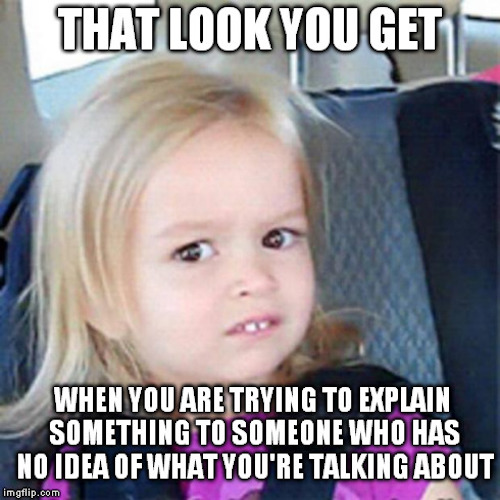 THAT LOOK YOU GET
WHEN YOU ARE TRYING TO EXPLAIN
SOMETHING TO SOMEONE WHO HAS
NO IDEA OF WHAT YOU'RE TALKING ABOUT
imgflip.com